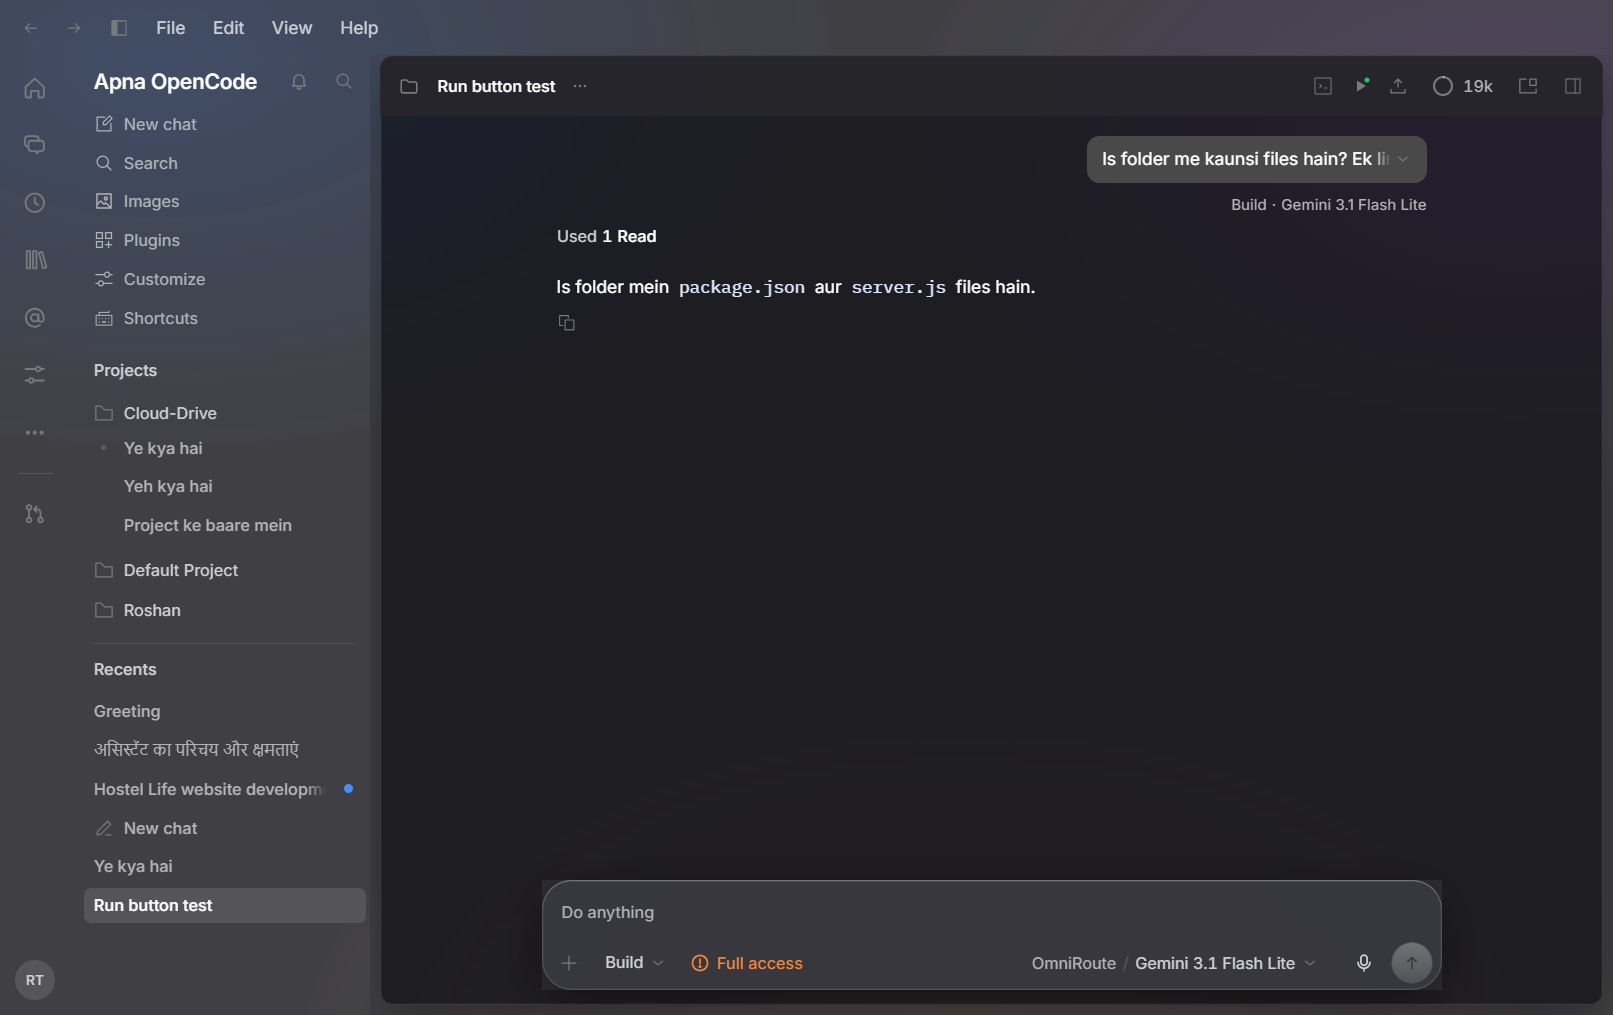 File Edit View Help
Apna OpenCode
New chat
Search
Images
Plugins
Customize
Shortcuts
Projects
Cloud-Drive
Ye kya hai
Yeh kya hai
Project ke baare mein
Default Project
Roshan
Recents
Greeting
असिस्टेंट का परिचय और क्षमताएं
Hostel Life website developm
New chat
Ye kya hai
Run button test
RT
Run button test
19k
Is folder me kaunsi files hain? Ek
Build · Gemini 3.1 Flash Lite
Used 1 Read
Is folder mein package.json aur server.js files hain.
Do anything
Build Full access OmniRoute / Gemini 3.1 Flash Lite